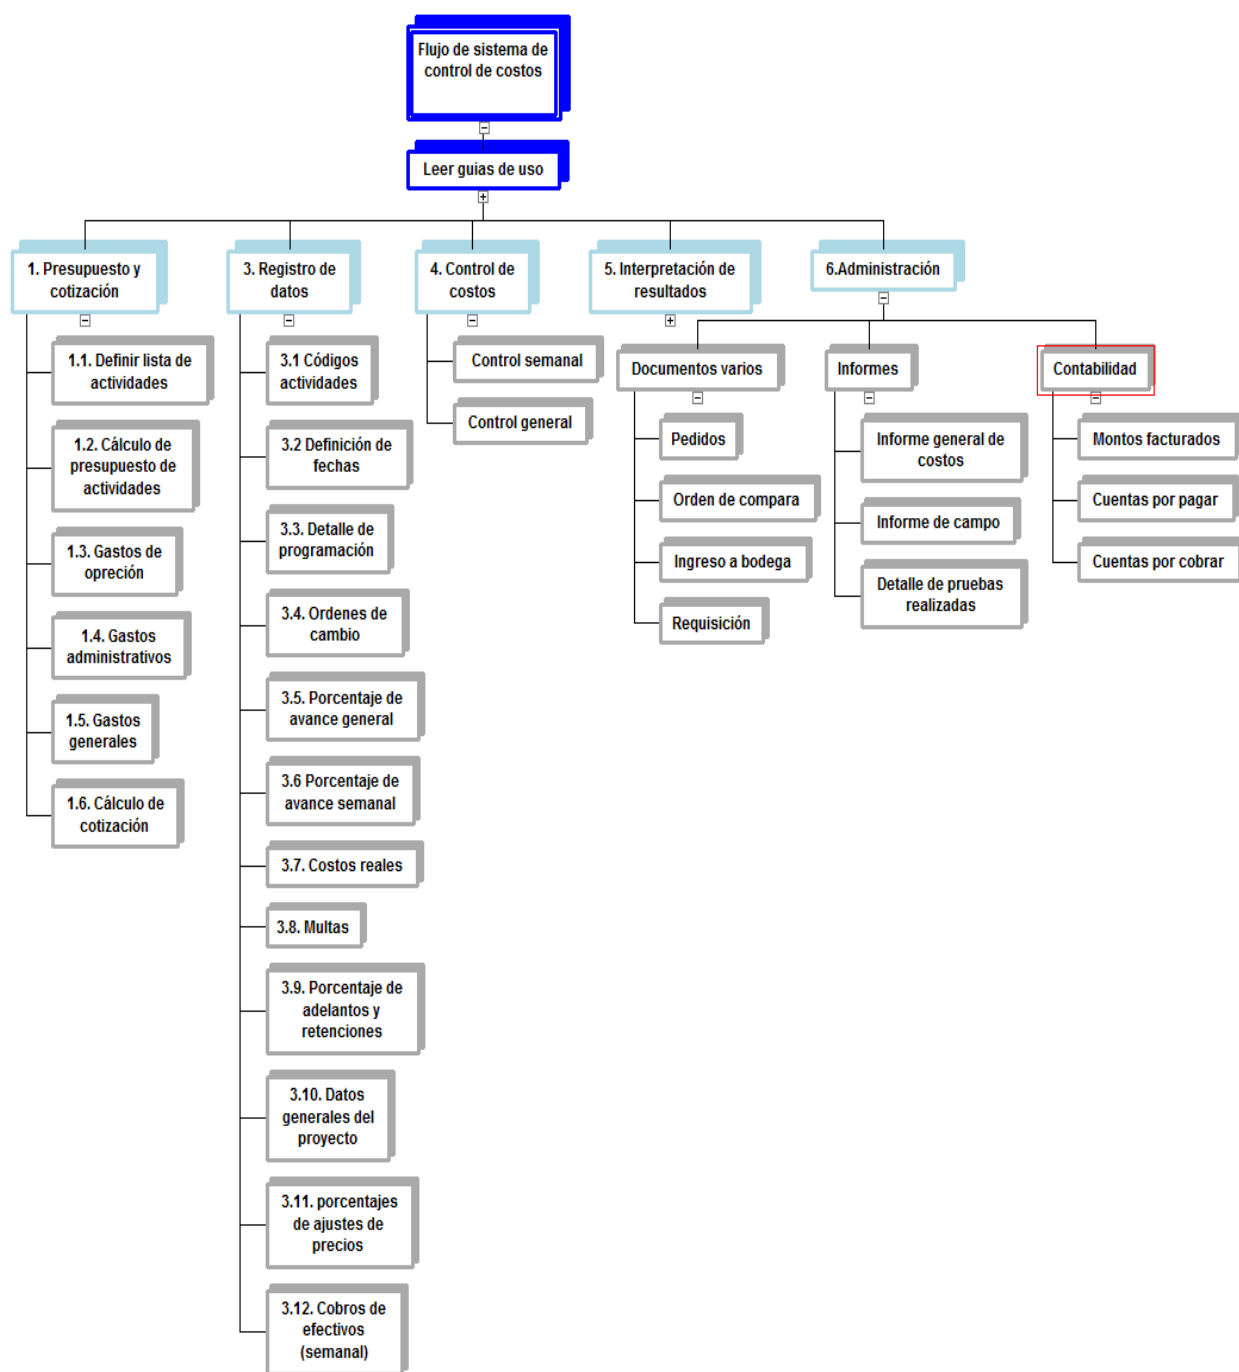 Flujo de sistema de
control de costos
Leer guias de uso
1. Presupuesto y
cotización
1.1. Definir lista de
actividades
1.2. Cálculo de
presupuesto de
actividades
1.3. Gastos de
opreción
1.4. Gastos
administrativos
1.5. Gastos
generales
1.6. Cálculo de
cotización
3. Registro de
datos
3.1 Códigos
actividades
3.2 Definición de
fechas
3.3. Detalle de
programación
3.4. Ordenes de
cambio
3.5. Porcentaje de
avance general
3.6 Porcentaje de
avance semanal
3.7. Costos reales
3.8. Multas
3.9. Porcentaje de
adelantos y
retenciones
3.10. Datos
generales del
proyecto
3.11. porcentajes
de ajustes de
precios
3.12. Cobros de
efectivos
(semanal)
4. Control de
costos
Control semanal
Control general
5. Interpretación de
resultados
6.Administración
Documentos varios
Pedidos
Orden de compara
Ingreso a bodega
Requisición
Informes
Informe general de
costos
Informe de campo
Detalle de pruebas
realizadas
Contabilidad
Montos facturados
Cuentas por pagar
Cuentas por cobrar